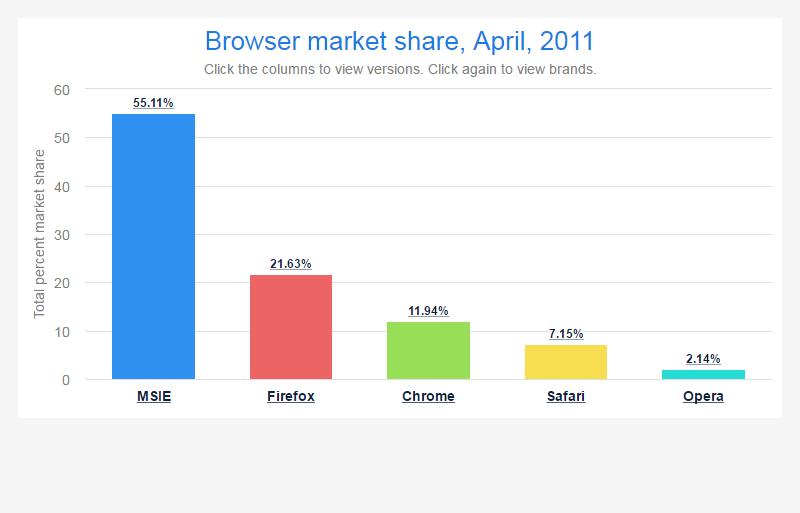 Browser market share, April, 2011
Click the columns to view versions. Click again to view brands.
Total percent market share
60
50
40
30
20
10
0
55.11%
21.63%
11.94%
7.15%
2.14%
MSIE
Firefox
Chrome
Safari
Opera